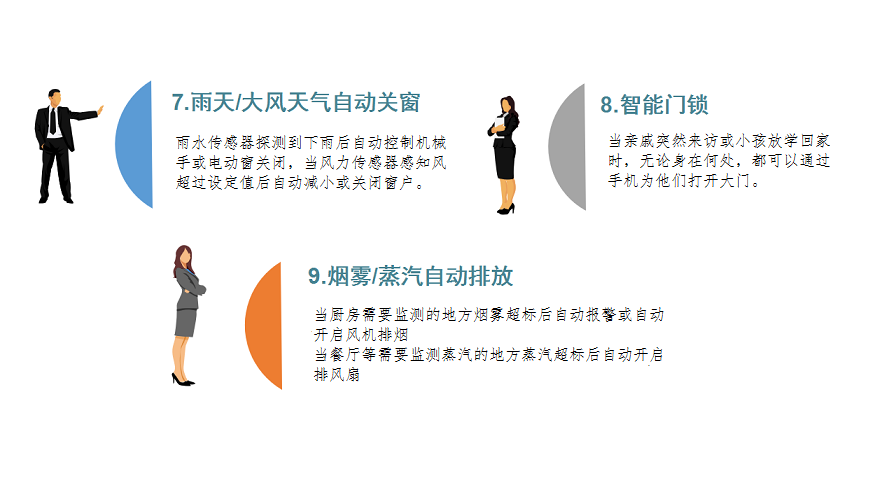 7.雨天/大风天气自动关窗
雨水传感器探测到下雨后自动控制机械
手或电动窗关闭，当风力传感器感知风
超过设定值后自动减小或关闭窗户。
8.智能门锁
当亲戚突然来访或小孩放学回家
时，无论身在何处，都可以通过
手机为他们打开大门。
9.烟雾/蒸汽自动排放
当厨房需要监测的地方烟雾超标后自动报警或自动
开启风机排烟
当餐厅等需要监测蒸汽的地方蒸汽超标后自动开启
排风扇